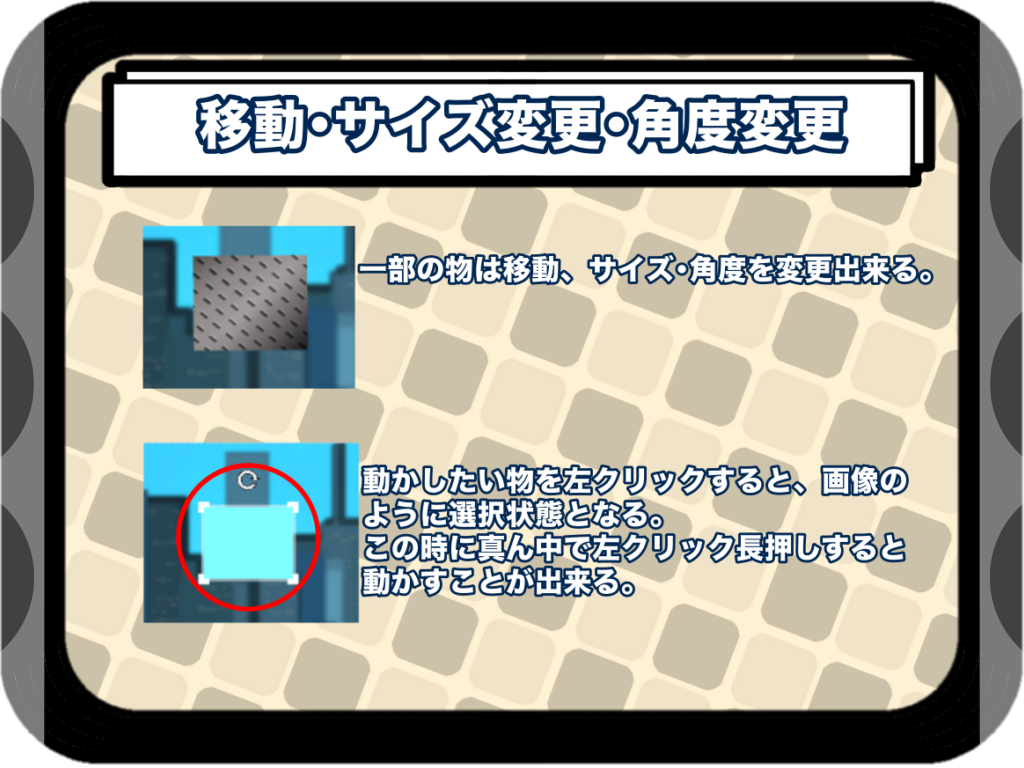 移動・サイズ変更・角度変更
一部の物は移動、サイズ・角度を変更出来る。
動かしたい物を左クリックすると、画像の
ように選択状態となる。
この時に真ん中で左クリック長押しすると
動かすことが出来る。